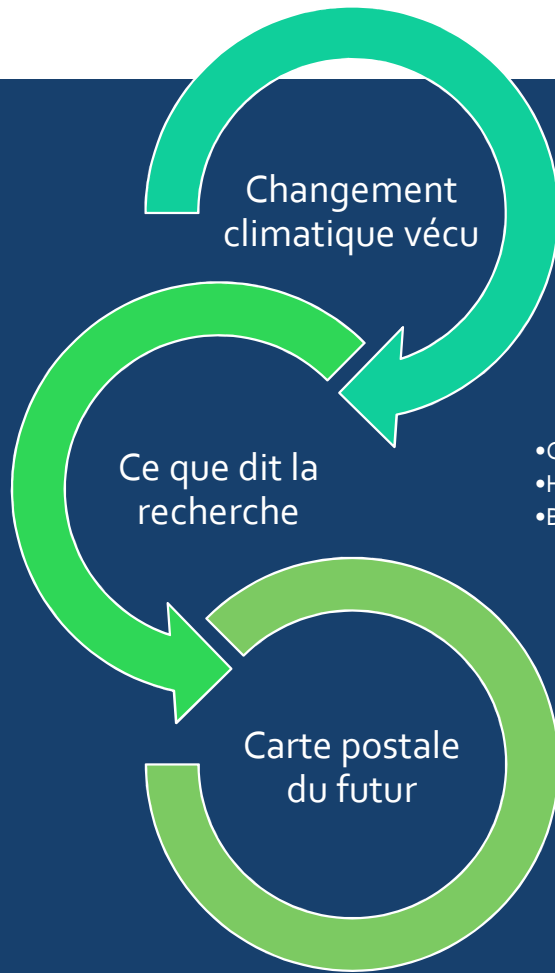 Changement
climatique vécu
Ce que dit la
recherche
Carte postale
du futur